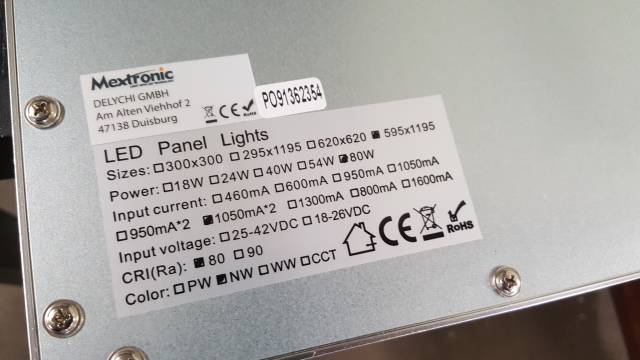 Mextronic
DELYCHI GMBH
Am Alten Viehhof 2
47138 Duisburg
CE
PO91362354
LED Panel Lights
Sizes: □300x300 □295x1195 □620x620 ■595x1195
Power: □18W □24W □40W □54W ■80W
Input current: □460mA □600mA □950mA □1050mA
□950mA*2 ■1050mA*2 □1300mA □800mA □1600mA
Input voltage: □25-42VDC □18-26VDC
CRI(Ra): ■80 □90
Color: □PW ■NW □WW □CCT
CE
RoHS